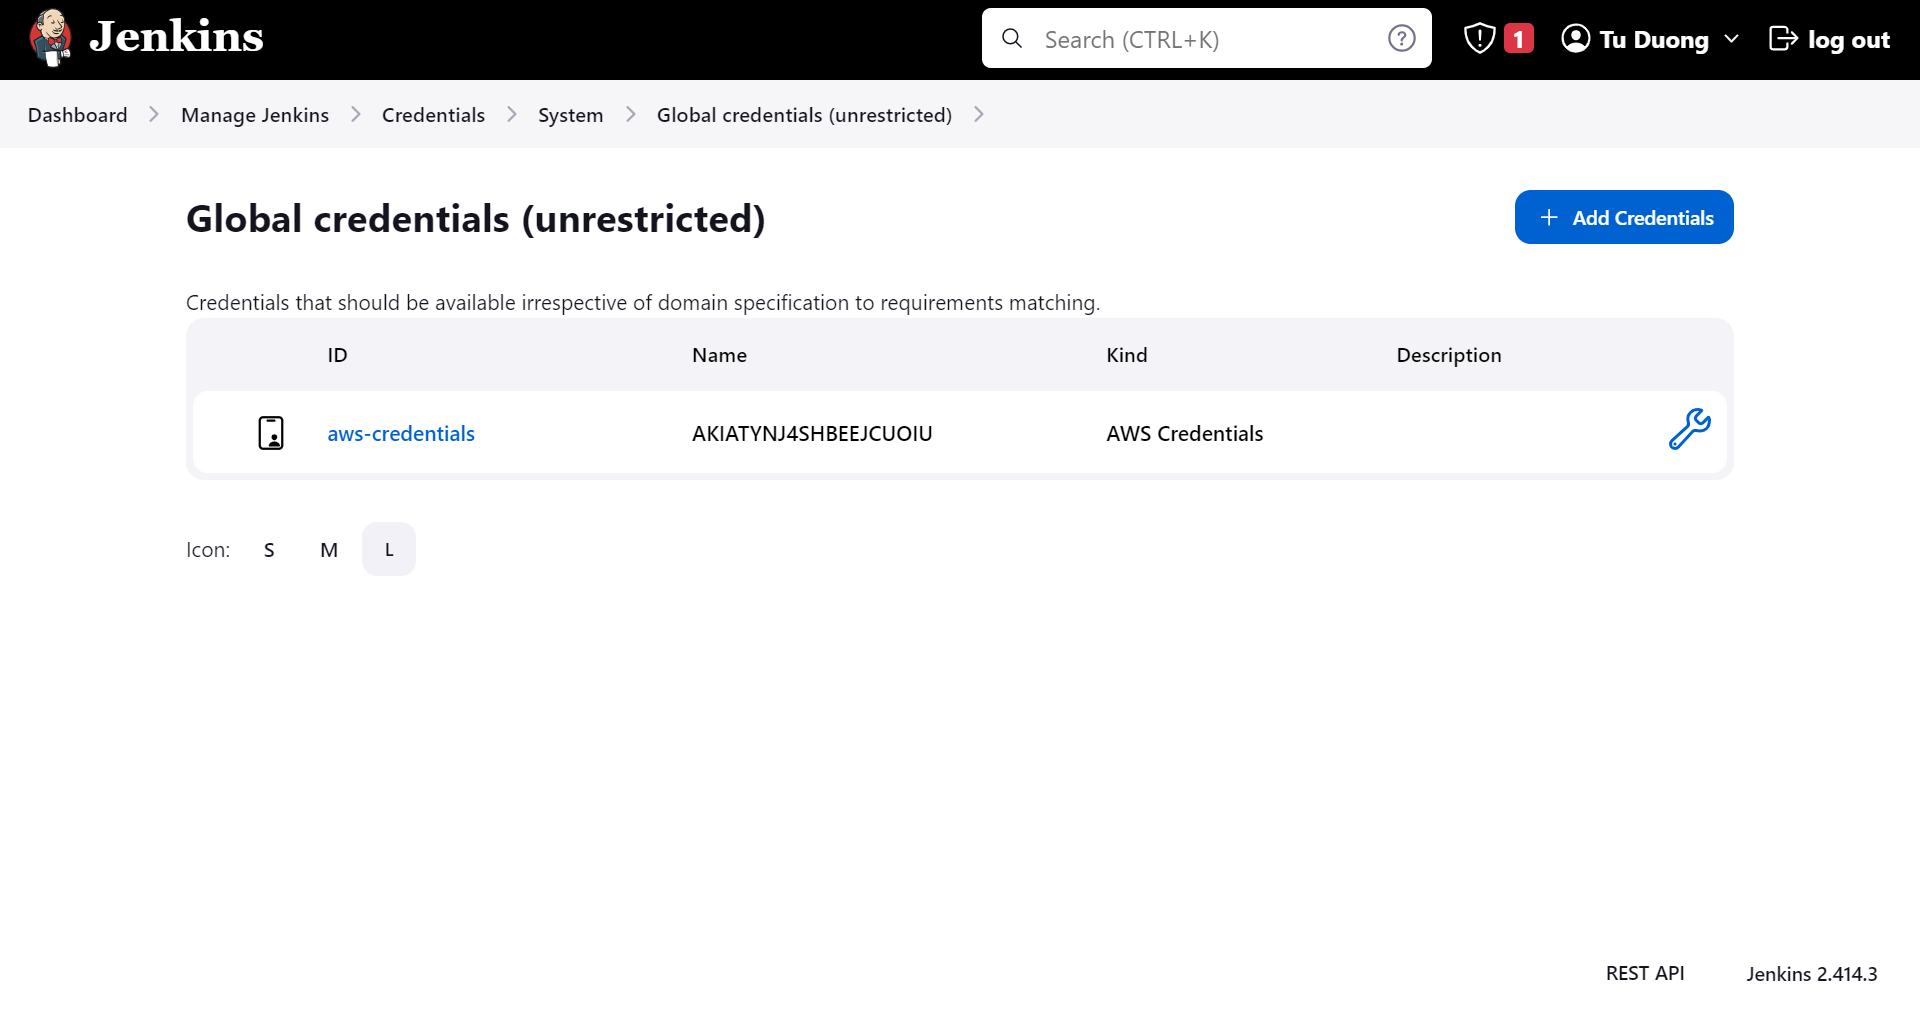 Jenkins
Search (CTRL+K)
1
Tu Duong
log out
Dashboard
Manage Jenkins
Credentials
System
Global credentials (unrestricted)
Global credentials (unrestricted)
Add Credentials
Credentials that should be available irrespective of domain specification to requirements matching.
ID Name Kind Description
aws-credentials AKIATYNJ4SHBEEJCUOIU AWS Credentials
Icon: S M L
REST API Jenkins 2.414.3